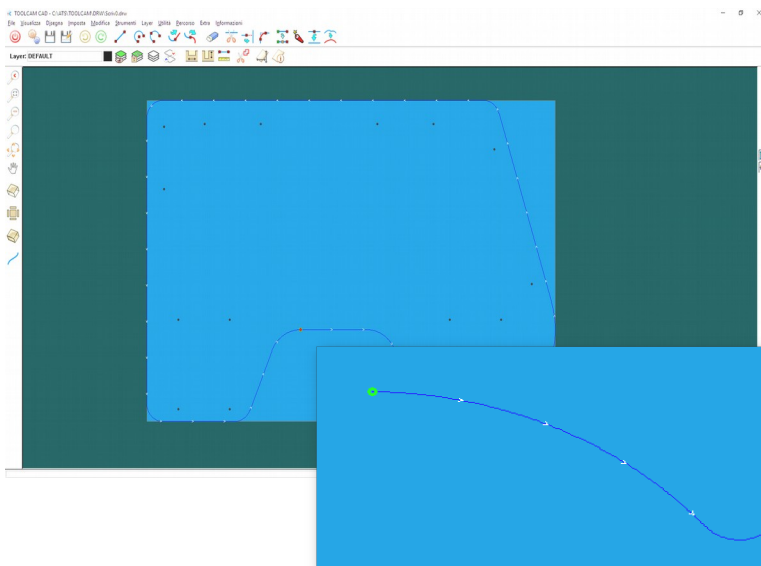 TOOLCAM CAD - C:\ATS\TOOLCAM\DRW\Scriv3.drw
File Visualizza Disegna Imposta Modifica Strumenti Layer Utilità Percorso Extra Informazioni
Layer: DEFAULT